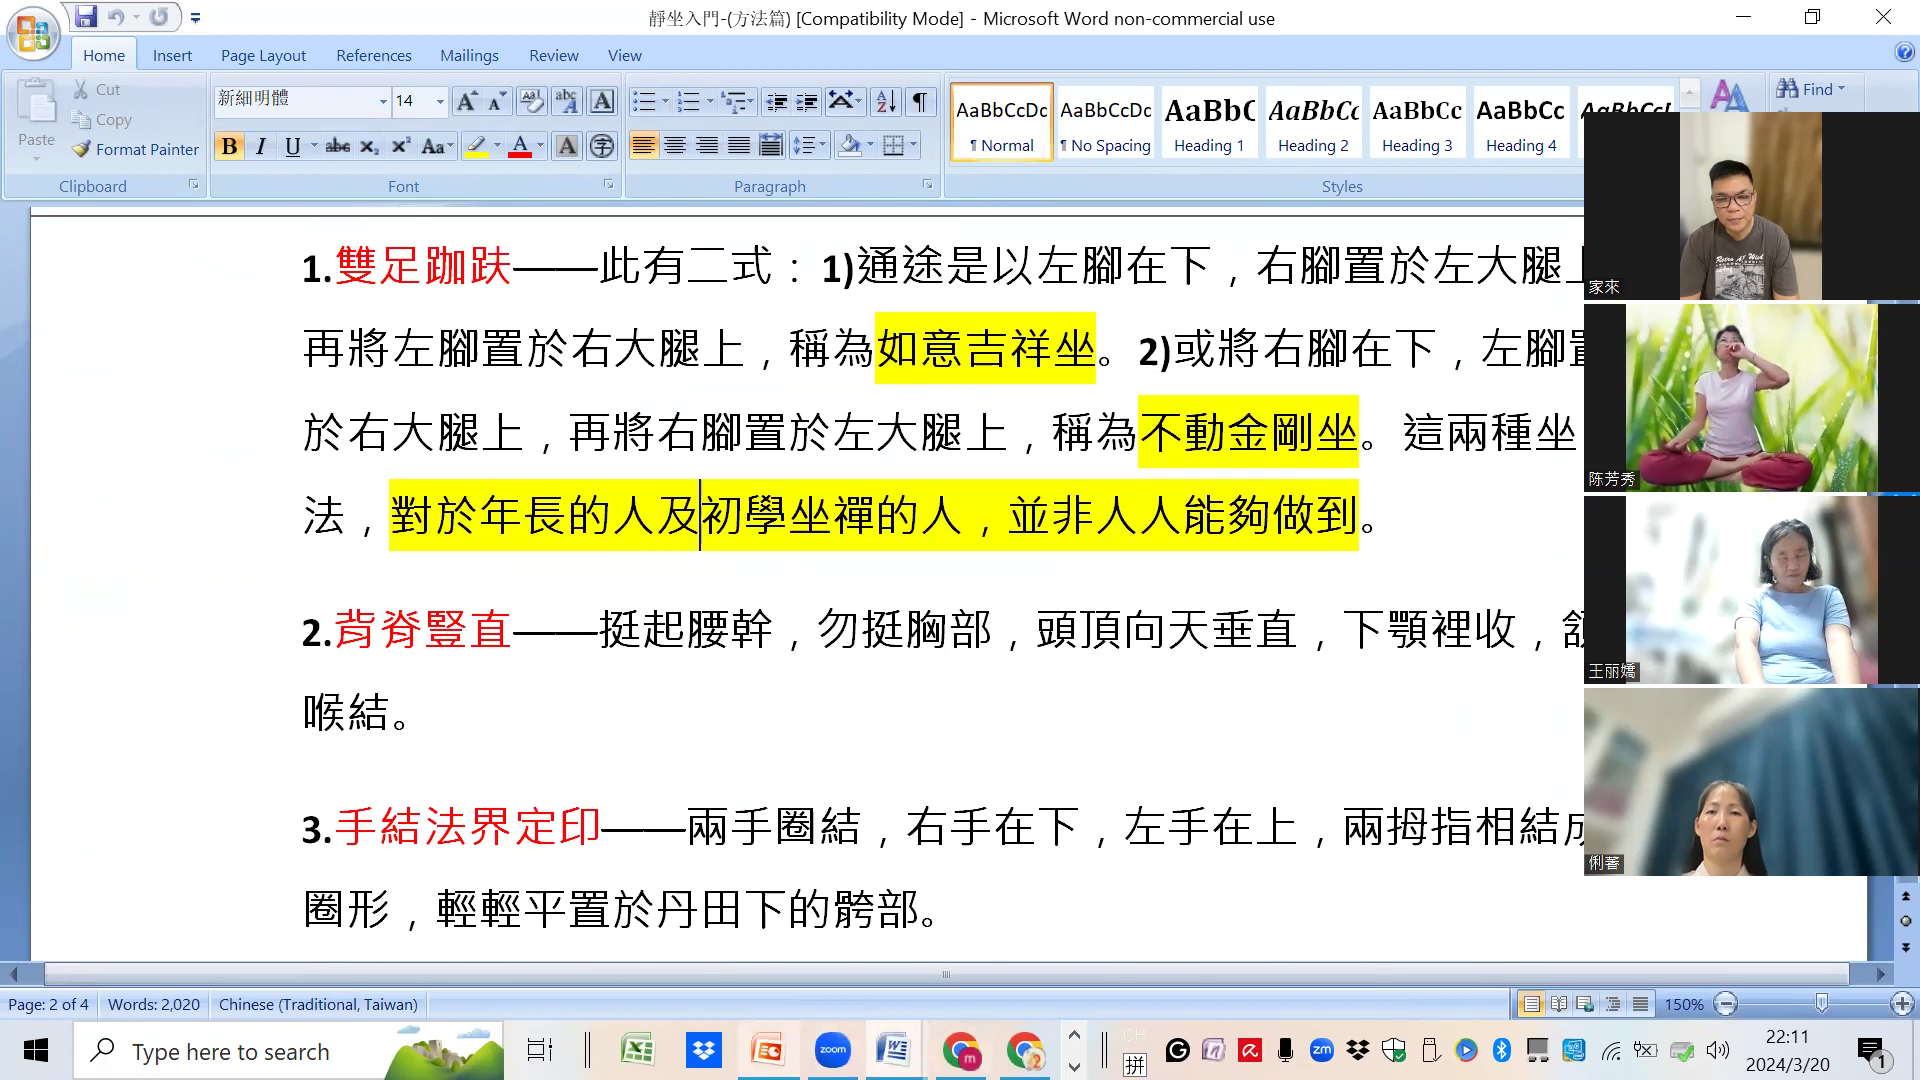 靜坐入門-(方法篇) [Compatibility Mode] - Microsoft Word non-commercial use
Home Insert Page Layout References Mailings Review View
Cut
Copy
Format Painter
Paste
Clipboard
新細明體 14
Font
Paragraph
AaBbCcDc AaBbCcDc AaBbC AaBbCc AaBbCc AaBbCc
¶ Normal ¶ No Spacing Heading 1 Heading 2 Heading 3 Heading 4
Styles
Find
1.雙足跏趺——此有二式：1)通途是以左腳在下，右腳置於左大腿上
再將左腳置於右大腿上，稱為如意吉祥坐。2)或將右腳在下，左腳置
於右大腿上，再將右腳置於左大腿上，稱為不動金剛坐。這兩種坐
法，對於年長的人及初學坐禪的人，並非人人能夠做到。
2.背脊豎直——挺起腰幹，勿挺胸部，頭頂向天垂直，下顎裡收，
喉結。
3.手結法界定印——兩手圈結，右手在下，左手在上，兩拇指相結成
圈形，輕輕平置於丹田下的骻部。
家來
陈芳秀
王丽嬌
俐蓍
Page: 2 of 4 Words: 2,020 Chinese (Traditional, Taiwan)
150%
Type here to search
zoom
zm
拼
22:11
2024/3/20
1